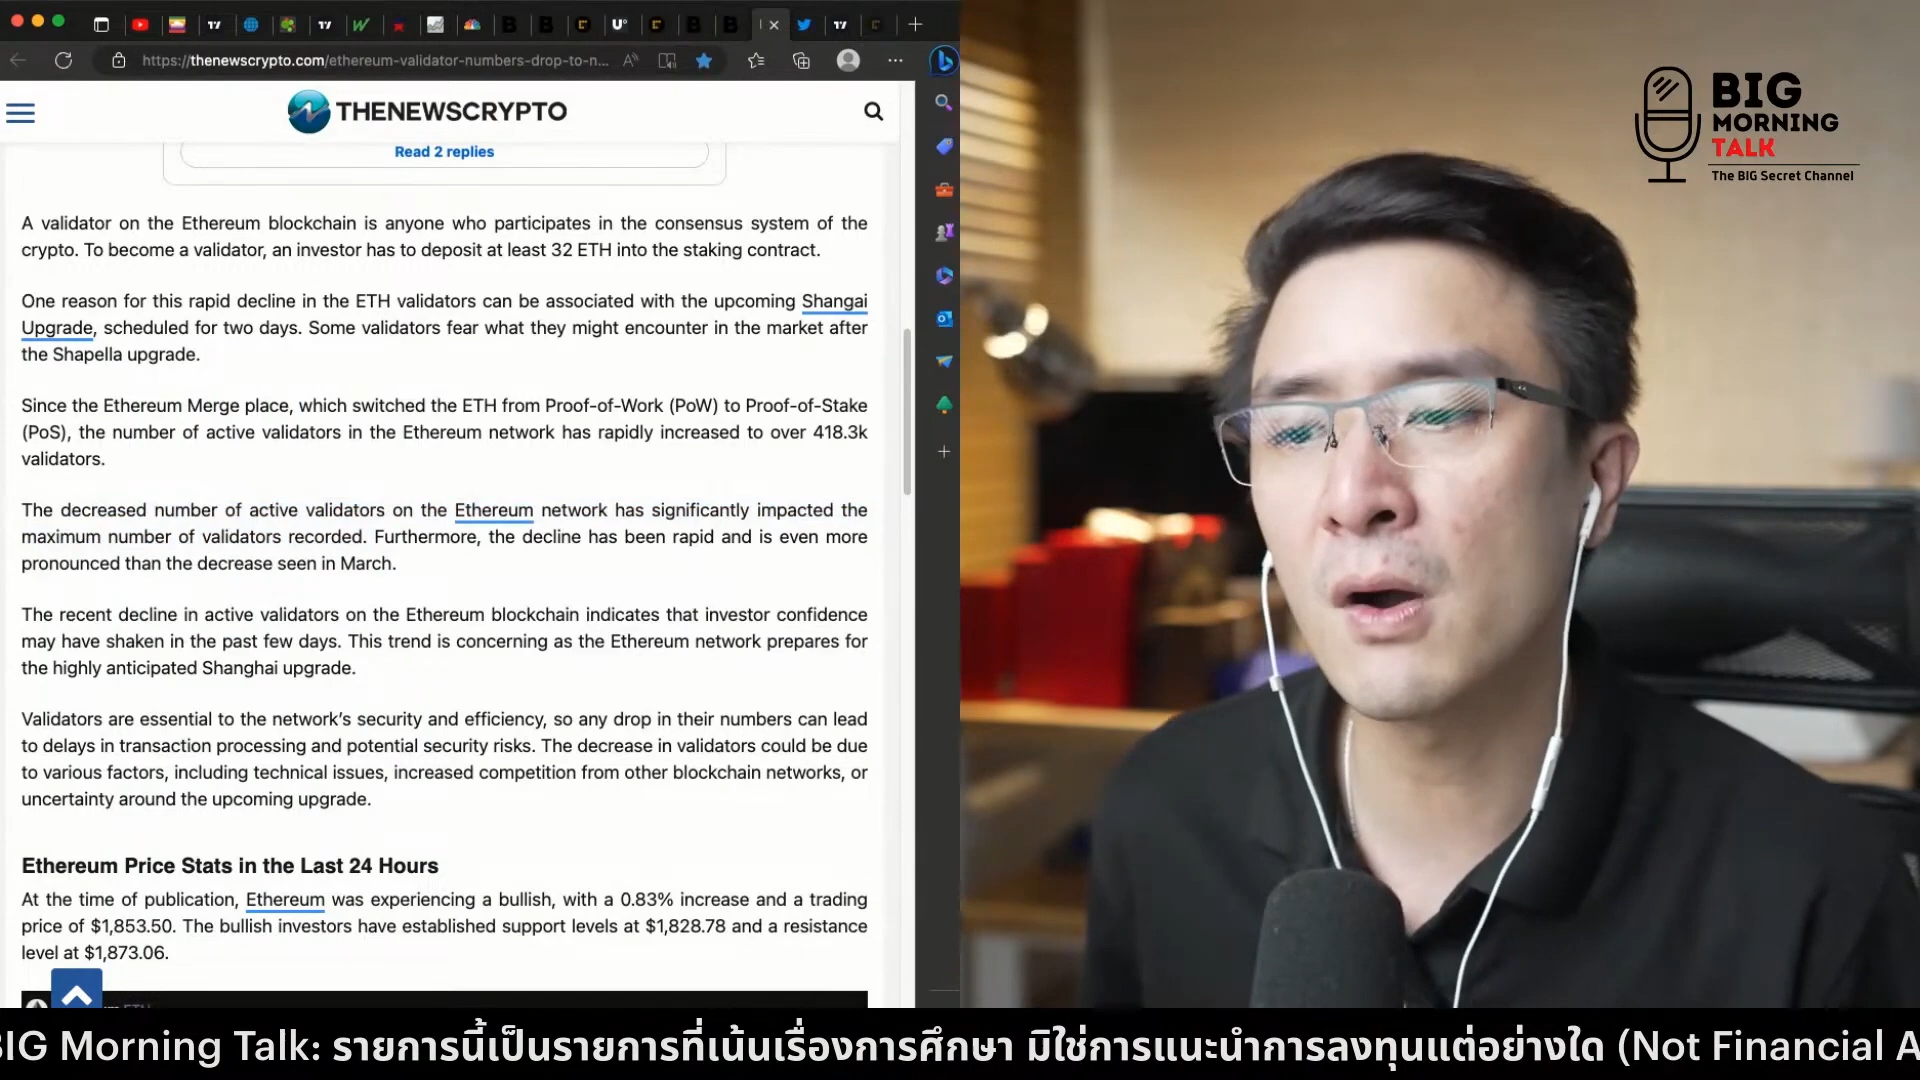 https://thenewscrypto.com/ethereum-validator-numbers-drop-to-n...
THENEWSCRYPTO
Read 2 replies
A validator on the Ethereum blockchain is anyone who participates in the consensus system of the
crypto. To become a validator, an investor has to deposit at least 32 ETH into the staking contract.
One reason for this rapid decline in the ETH validators can be associated with the upcoming Shangai
Upgrade, scheduled for two days. Some validators fear what they might encounter in the market after
the Shapella upgrade.
Since the Ethereum Merge place, which switched the ETH from Proof-of-Work (PoW) to Proof-of-Stake
(PoS), the number of active validators in the Ethereum network has rapidly increased to over 418.3k
validators.
The decreased number of active validators on the Ethereum network has significantly impacted the
maximum number of validators recorded. Furthermore, the decline has been rapid and is even more
pronounced than the decrease seen in March.
The recent decline in active validators on the Ethereum blockchain indicates that investor confidence
may have shaken in the past few days. This trend is concerning as the Ethereum network prepares for
the highly anticipated Shanghai upgrade.
Validators are essential to the network's security and efficiency, so any drop in their numbers can lead
to delays in transaction processing and potential security risks. The decrease in validators could be due
to various factors, including technical issues, increased competition from other blockchain networks, or
uncertainty around the upcoming upgrade.
Ethereum Price Stats in the Last 24 Hours
At the time of publication, Ethereum was experiencing a bullish, with a 0.83% increase and a trading
price of $1,853.50. The bullish investors have established support levels at $1,828.78 and a resistance
level at $1,873.06.
BIG
MORNING
TALK
The BIG Secret Channel
BIG Morning Talk: รายการนี้เป็นรายการที่เน้นเรื่องการศึกษา มิใช่การแนะนำการลงทุนแต่อย่างใด (Not Financial A